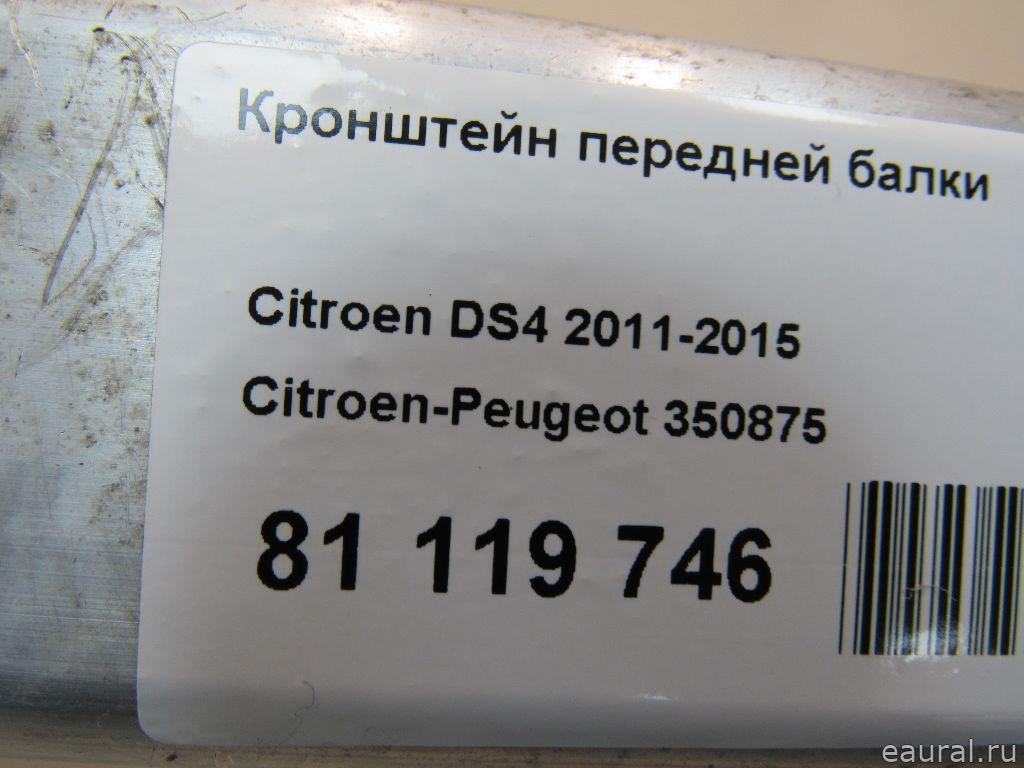 Кронштейн передней балки
Citroen DS4 2011-2015
Citroen-Peugeot 350875
81 119 746
eaural.ru